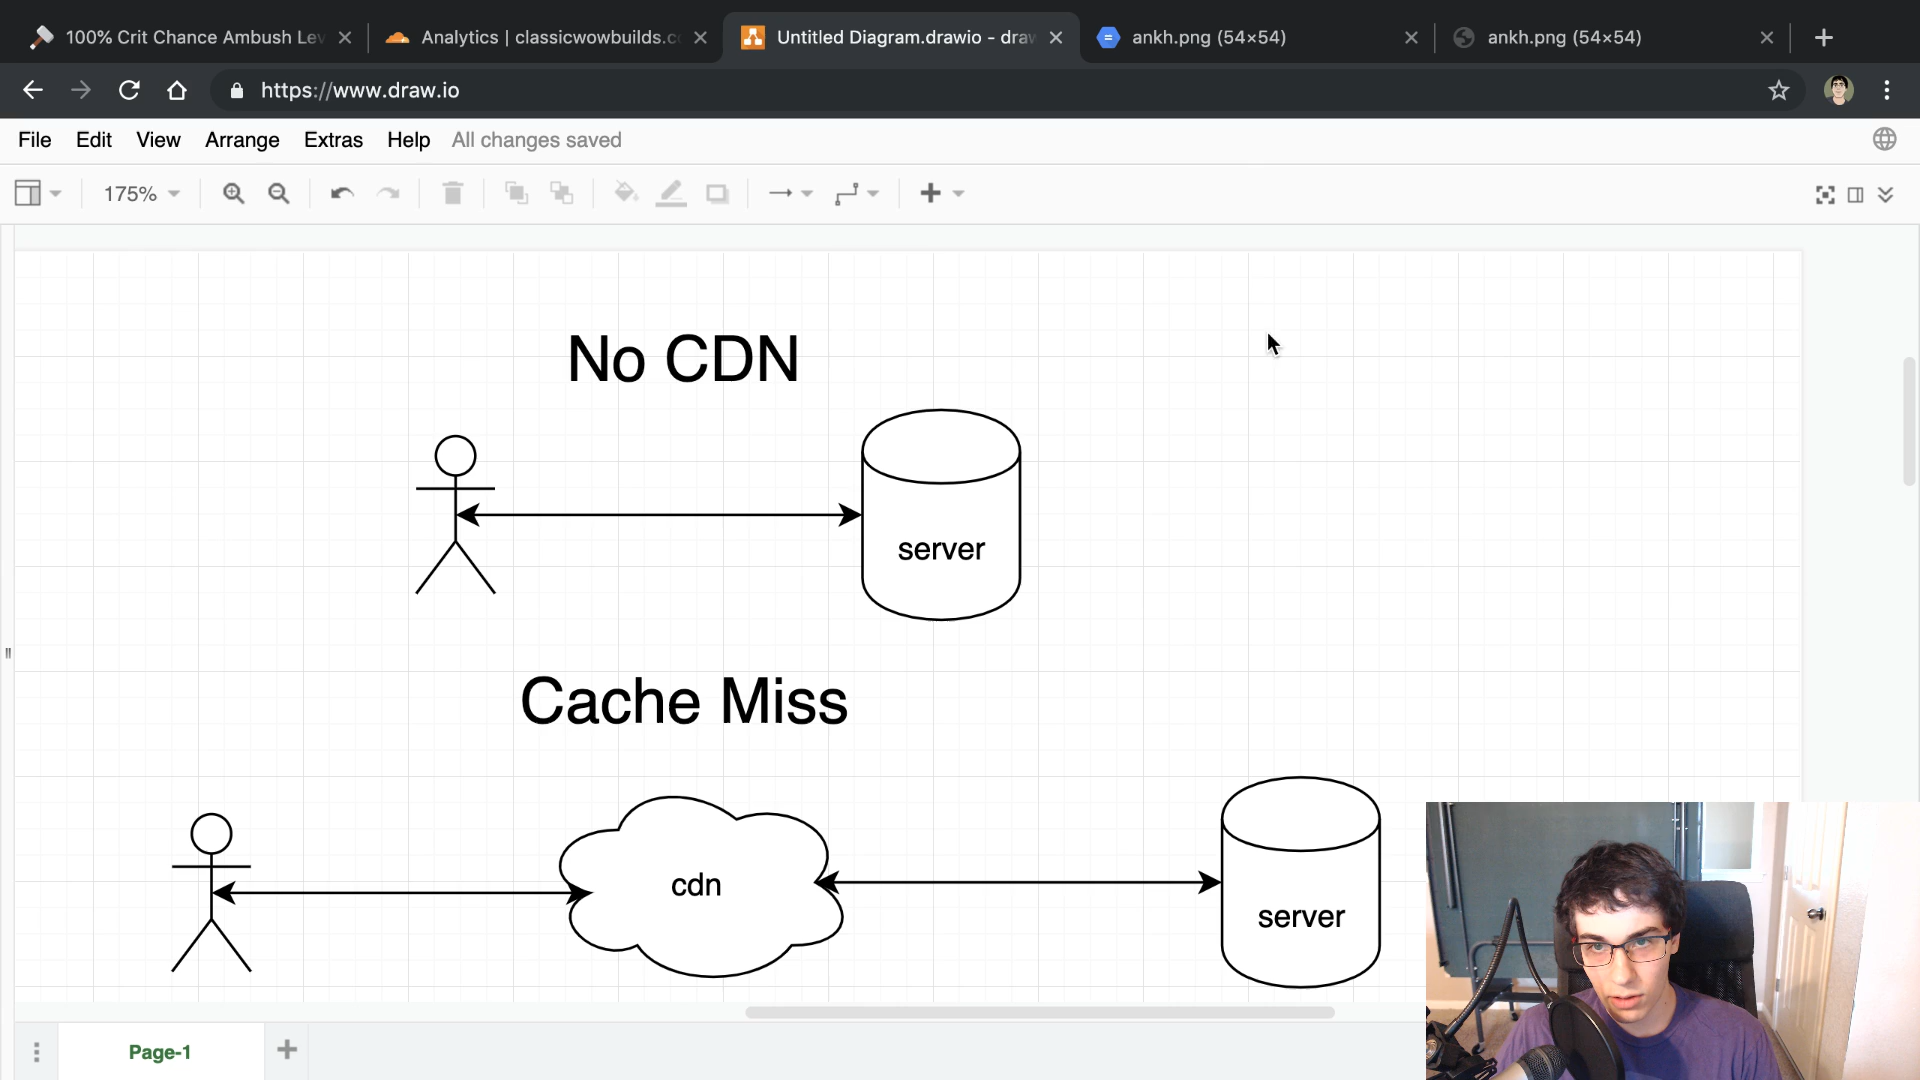 100% Crit Chance Ambush Lev
Analytics | classicwowbuilds.c
Untitled Diagram.drawio - drav
ankh.png (54×54)
ankh.png (54×54)
https://www.draw.io
File Edit View Arrange Extras Help All changes saved
175%
No CDN
server
Cache Miss
cdn
server
Page-1